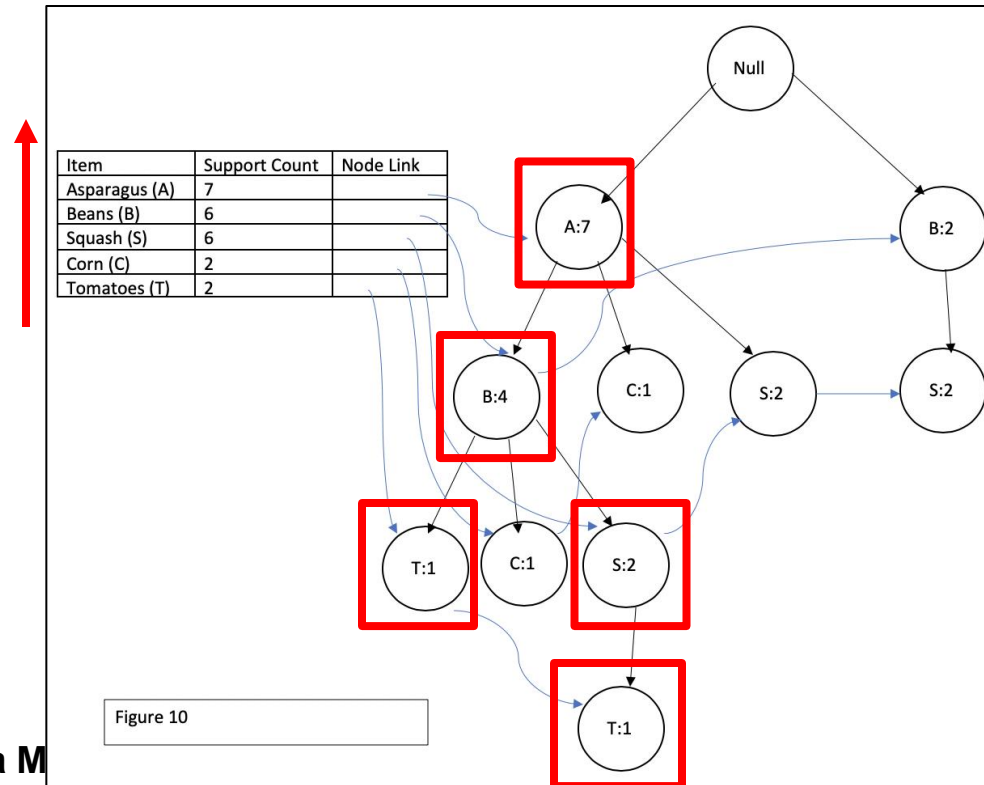 Null
Item Support Count Node Link
Asparagus (A) 7
Beans (B) 6
Squash (S) 6
Corn (C) 2
Tomatoes (T) 2
A:7
B:2
B:4
C:1
S:2
S:2
T:1
C:1
S:2
T:1
Figure 10
a M